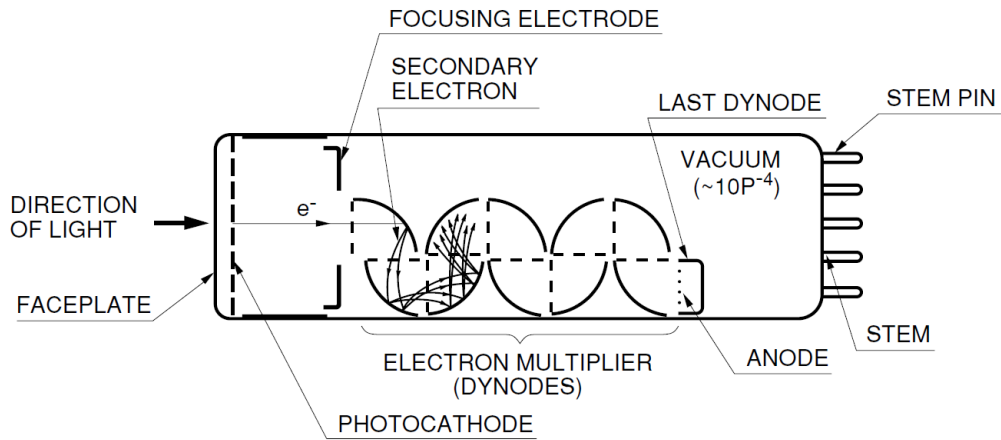 FOCUSING ELECTRODE
SECONDARY
ELECTRON
LAST DYNODE
STEM PIN
VACUUM
(~10P⁻⁴)
DIRECTION
OF LIGHT
e⁻
FACEPLATE
STEM
ELECTRON MULTIPLIER
(DYNODES)
ANODE
PHOTOCATHODE